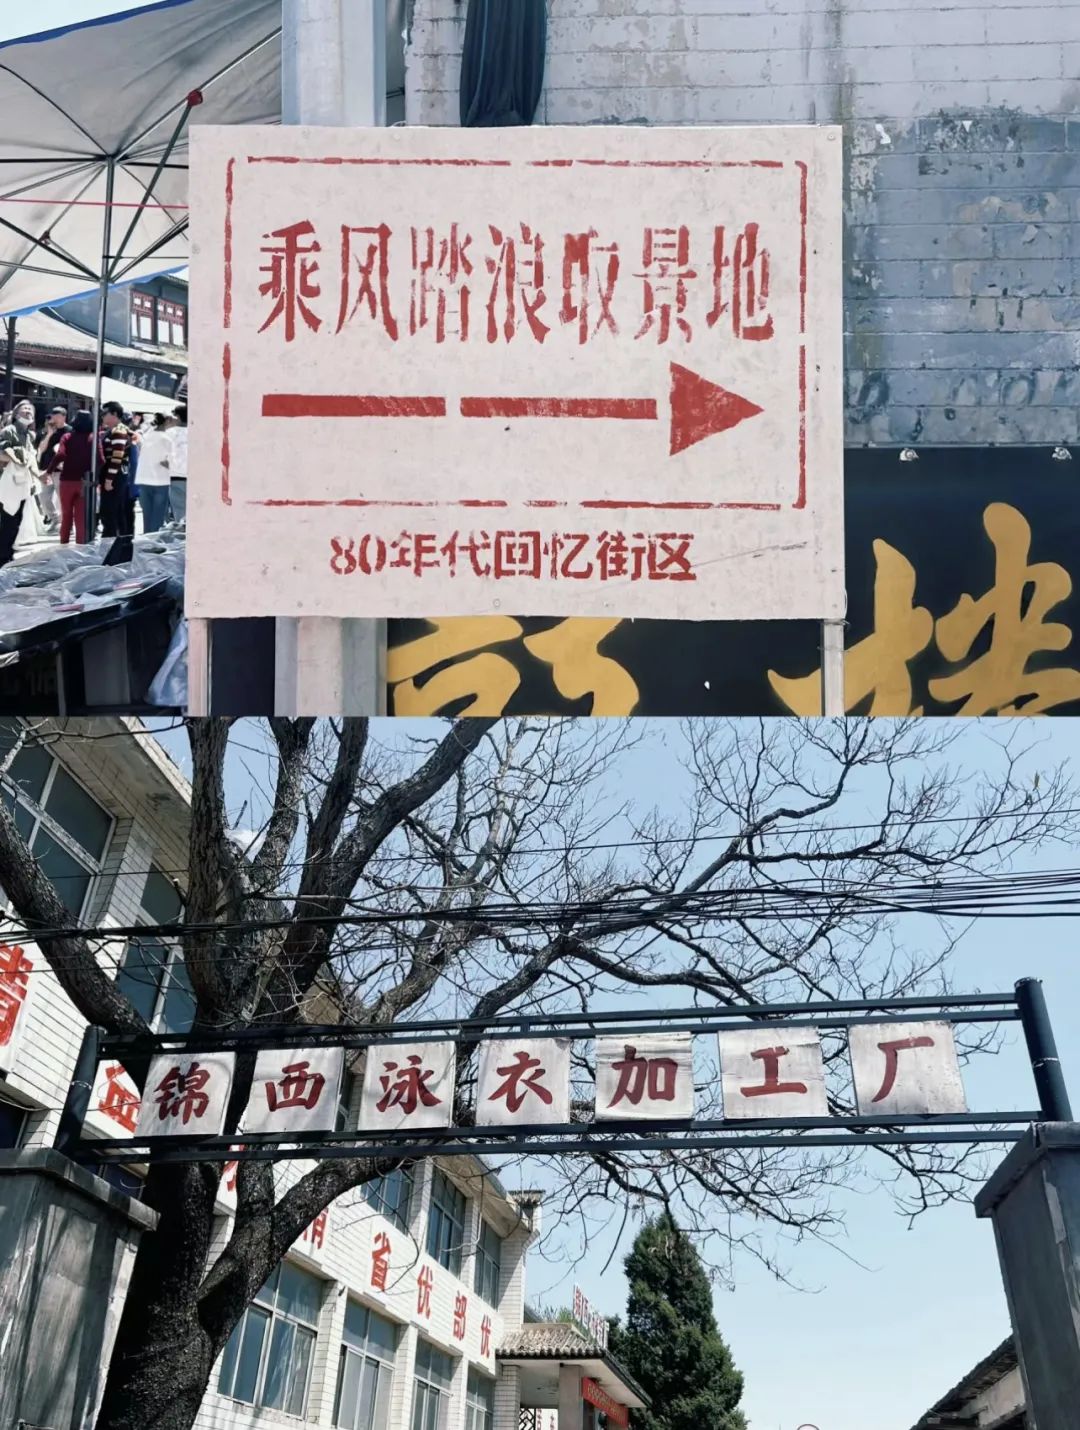 乘风踏浪取景地
80年代回忆街区
楼
锦西泳衣加工厂
省优部优